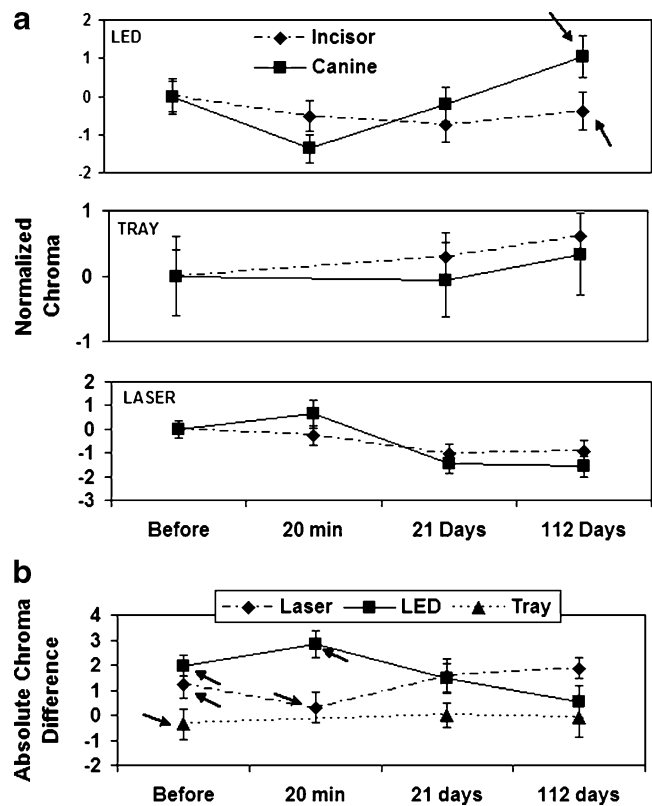 a
LED
Incisor
Canine
2
1
0
-1
-2
Normalized Chroma
TRAY
1
0
-1
LASER
2
1
0
-1
-2
-3
Before 20 min 21 Days 112 Days
b
Laser LED Tray
Absolute Chroma
Difference
4
3
2
1
0
-1
-2
Before 20 min 21 days 112 days